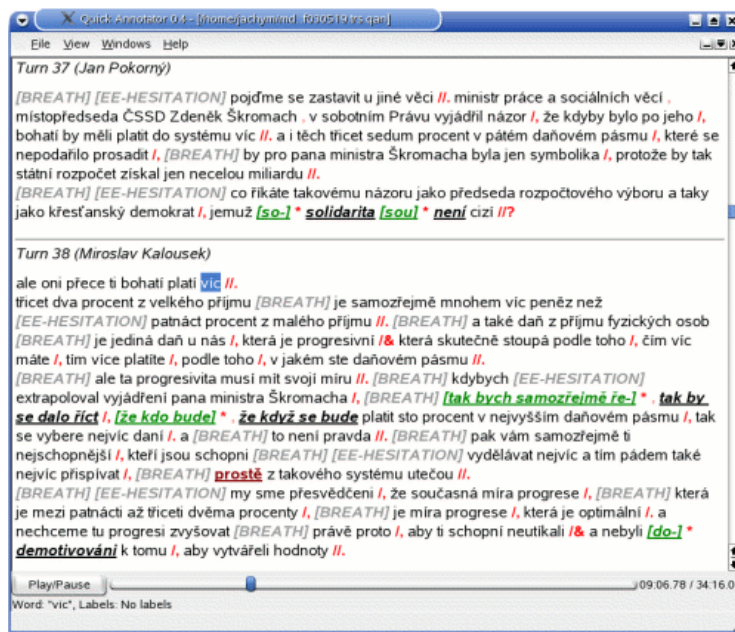 X Quick Annotator 0.4 - [/home/jachym/md_f030519.trs.qan]
File View Windows Help
Turn 37 (Jan Pokorný)
[BREATH] [EE-HESITATION] pojďme se zastavit u jiné věci //. ministr práce a sociálních věcí ,
místopředseda ČSSD Zdeněk Škromach , v sobotním Právu vyjádřil názor /, že kdyby bylo po jeho /,
bohatí by měli platit do systému víc //. a i těch třicet sedum procent v pátém daňovém pásmu /, které se
nepodařilo prosadit /, [BREATH] by pro pana ministra Škromacha byla jen symbolika /, protože by tak
státní rozpočet získal jen necelou miliardu //.
[BREATH] [EE-HESITATION] co říkáte takovému názoru jako předseda rozpočtového výboru a taky
jako křesťanský demokrat /, jemuž [so-] * solidarita [sou] * není cizí //?
Turn 38 (Miroslav Kalousek)
ale oni přece ti bohatí platí víc //.
třicet dva procent z velkého příjmu [BREATH] je samozřejmě mnohem víc peněz než
[EE-HESITATION] patnáct procent z malého příjmu //. [BREATH] a také daň z příjmu fyzických osob
[BREATH] je jediná daň u nás /, která je progresivní /& která skutečně stoupá podle toho /, čím víc
máte /, tím více platíte /, podle toho /, v jakém ste daňovém pásmu //.
[BREATH] ale ta progresivita musí mít svojí míru //. [BREATH] kdybych [EE-HESITATION]
extrapoloval vyjádření pana ministra Škromacha /, [BREATH] [tak bych samozřejmě ře-] * , tak by
se dalo říct /, [že kdo bude] * , že když se bude platit sto procent v nejvyšším daňovém pásmu /, tak
se vybere nejvíc daní /. a [BREATH] to není pravda //. [BREATH] pak vám samozřejmě ti
nejschopnější /, kteří jsou schopni [BREATH] [EE-HESITATION] vydělávat nejvíc a tím pádem také
nejvíc přispívat /, [BREATH] prostě z takového systému utečou //.
[BREATH] [EE-HESITATION] my sme přesvědčeni /, že současná míra progrese /, [BREATH] která
je mezi patnácti až třiceti dvěma procenty /, [BREATH] je míra progrese /, která je optimální /. a
nechceme tu progresi zvyšovat [BREATH] právě proto /, aby ti schopní neutíkali /& a nebyli [do-] *
demotivováni k tomu /, aby vytvářeli hodnoty //.
Play/Pause 09:06.78 / 34:16.0
Word: "víc", Labels: No labels